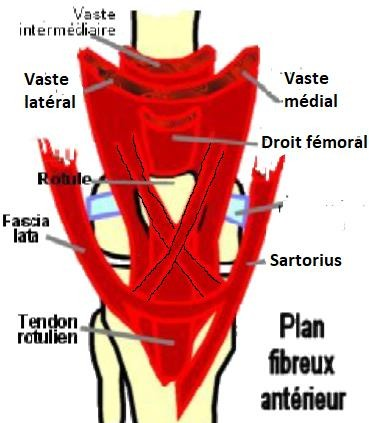 Vaste
intermédiaire
Vaste
latéral
Vaste
médial
Droit fémoral
Rotule
Fascia
lata
Sartorius
Tendon
rotulien
Plan
fibreux
antérieur